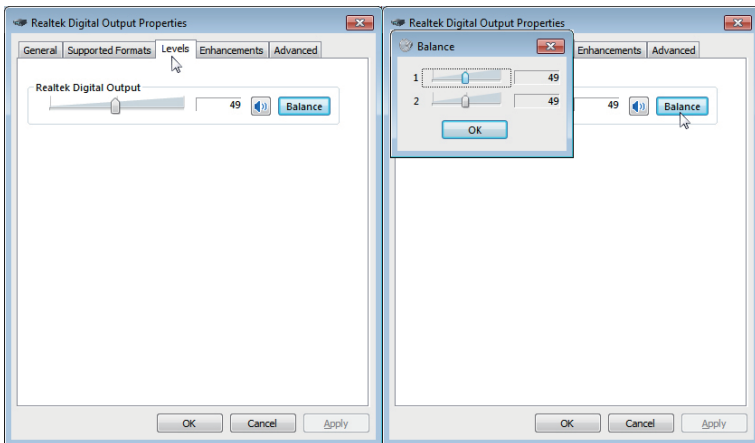 Realtek Digital Output Properties
General Supported Formats Levels Enhancements Advanced
Realtek Digital Output
49 Balance
OK Cancel Apply
Realtek Digital Output Properties
Balance
Enhancements Advanced
1 49
2 49
OK
49 Balance
OK Cancel Apply